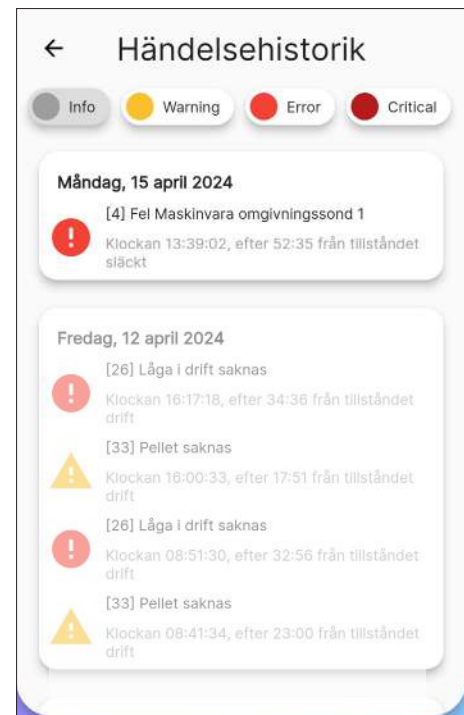 Händelsehistorik
Info Warning Error Critical
Måndag, 15 april 2024
[4] Fel Maskinvara omgivningssond 1
Klockan 13:39:02, efter 52:35 från tillståndet
släckt
Fredag, 12 april 2024
[26] Låga i drift saknas
Klockan 16:17:18, efter 34:36 från tillståndet
drift
[33] Pellet saknas
Klockan 16:00:33, efter 17:51 från tillståndet
drift
[26] Låga i drift saknas
Klockan 08:51:30, efter 32:56 från tillståndet
drift
[33] Pellet saknas
Klockan 08:41:34, efter 23:00 från tillståndet
drift